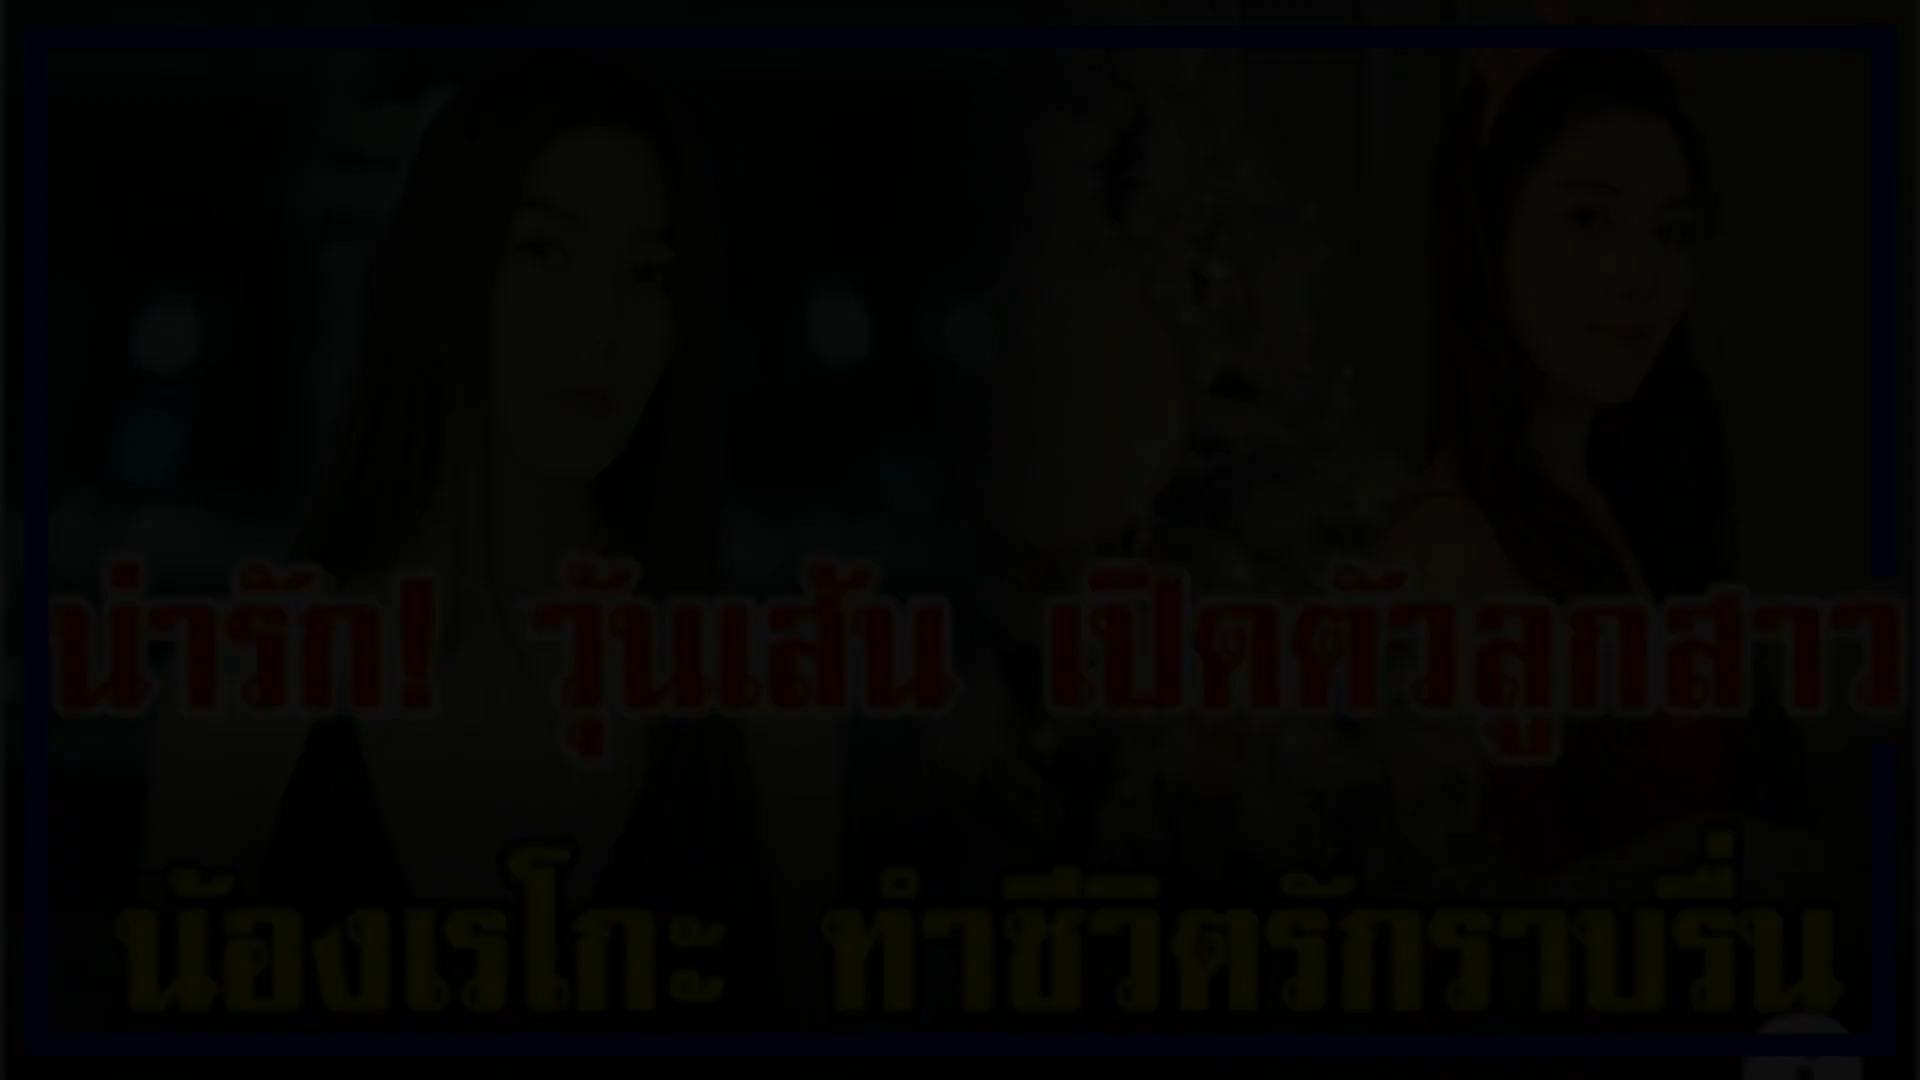 น่ารัก! วุ้นเส้น เปิดตัวลูกสาว
น้องเรโกะ ทำชีวิตรักราบรื่น